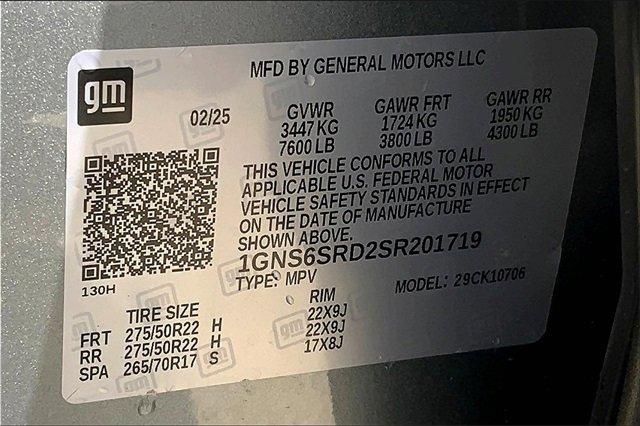 MFD BY GENERAL MOTORS LLC
gm
02/25
GVWR GAWR FRT GAWR RR
3447 KG 1724 KG 1950 KG
7600 LB 3800 LB 4300 LB
THIS VEHICLE CONFORMS TO ALL
APPLICABLE U.S. FEDERAL MOTOR
VEHICLE SAFETY STANDARDS IN EFFECT
ON THE DATE OF MANUFACTURE
SHOWN ABOVE.
1GNS6SRD2SR201719
TYPE: MPV MODEL: 29CK10706
130H
TIRE SIZE RIM
FRT 275/50R22 H 22X9J
RR 275/50R22 H 22X9J
SPA 265/70R17 S 17X8J